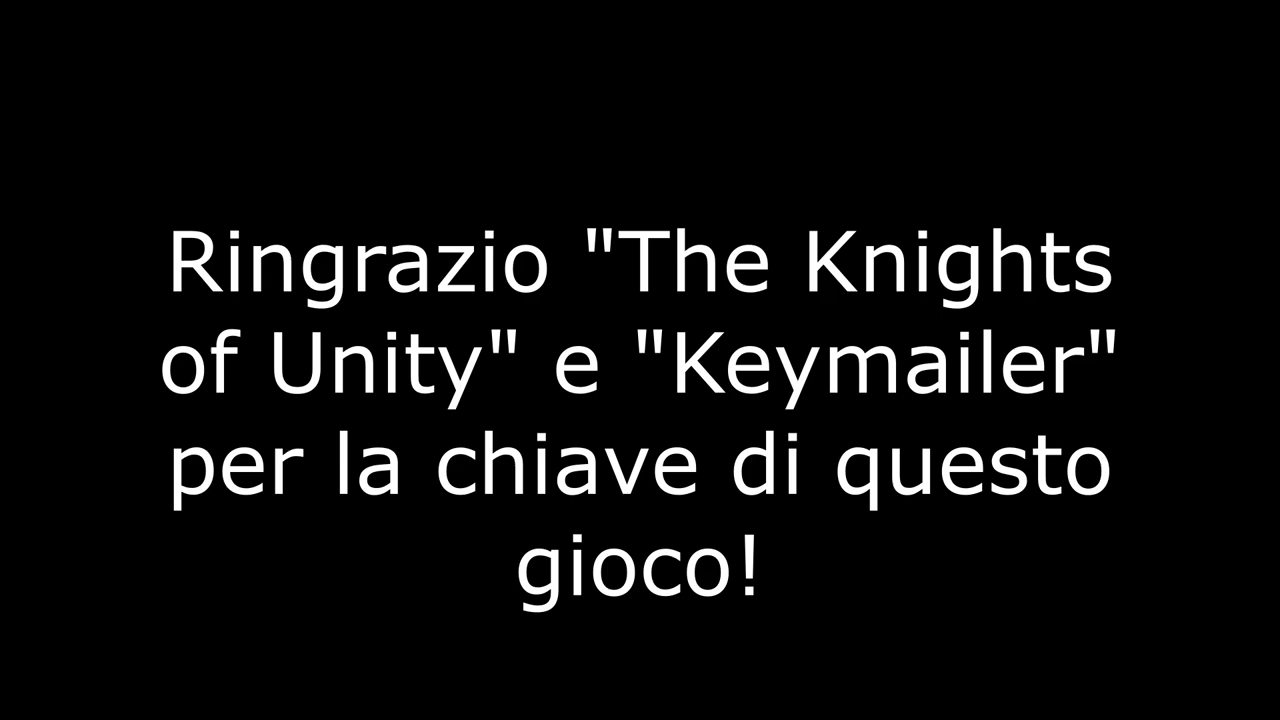 Ringrazio "The Knights
of Unity" e "Keymailer"
per la chiave di questo
gioco!